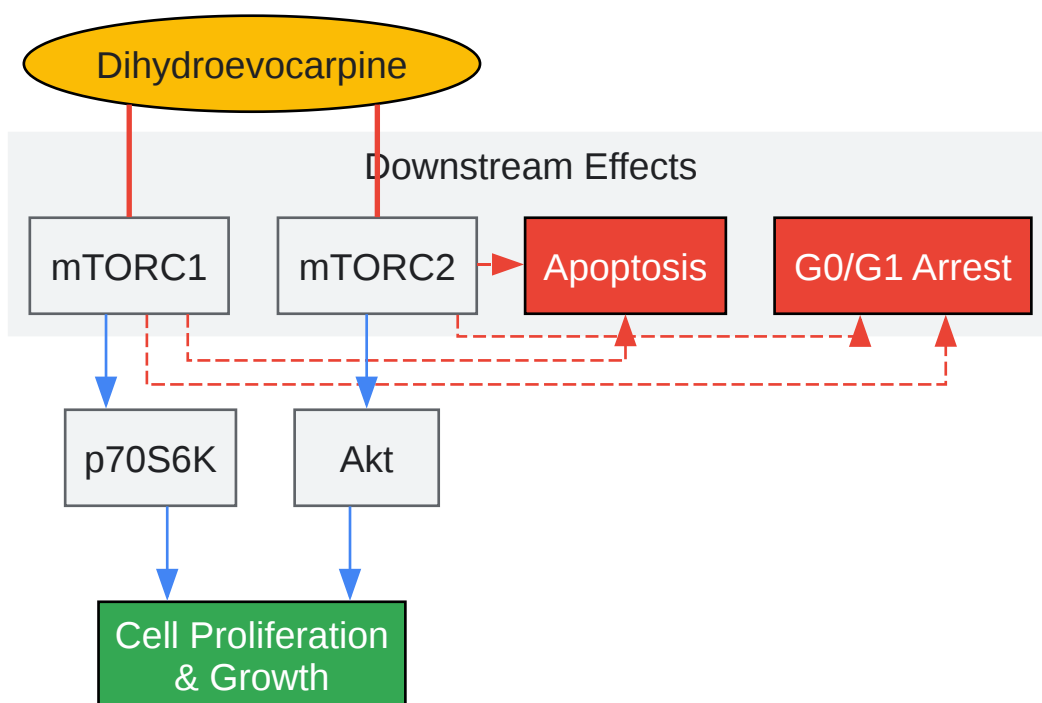 Dihydroevocarpine
Downstream Effects
mTORC1
mTORC2
Apoptosis
G0/G1 Arrest
p70S6K
Akt
Cell Proliferation
& Growth